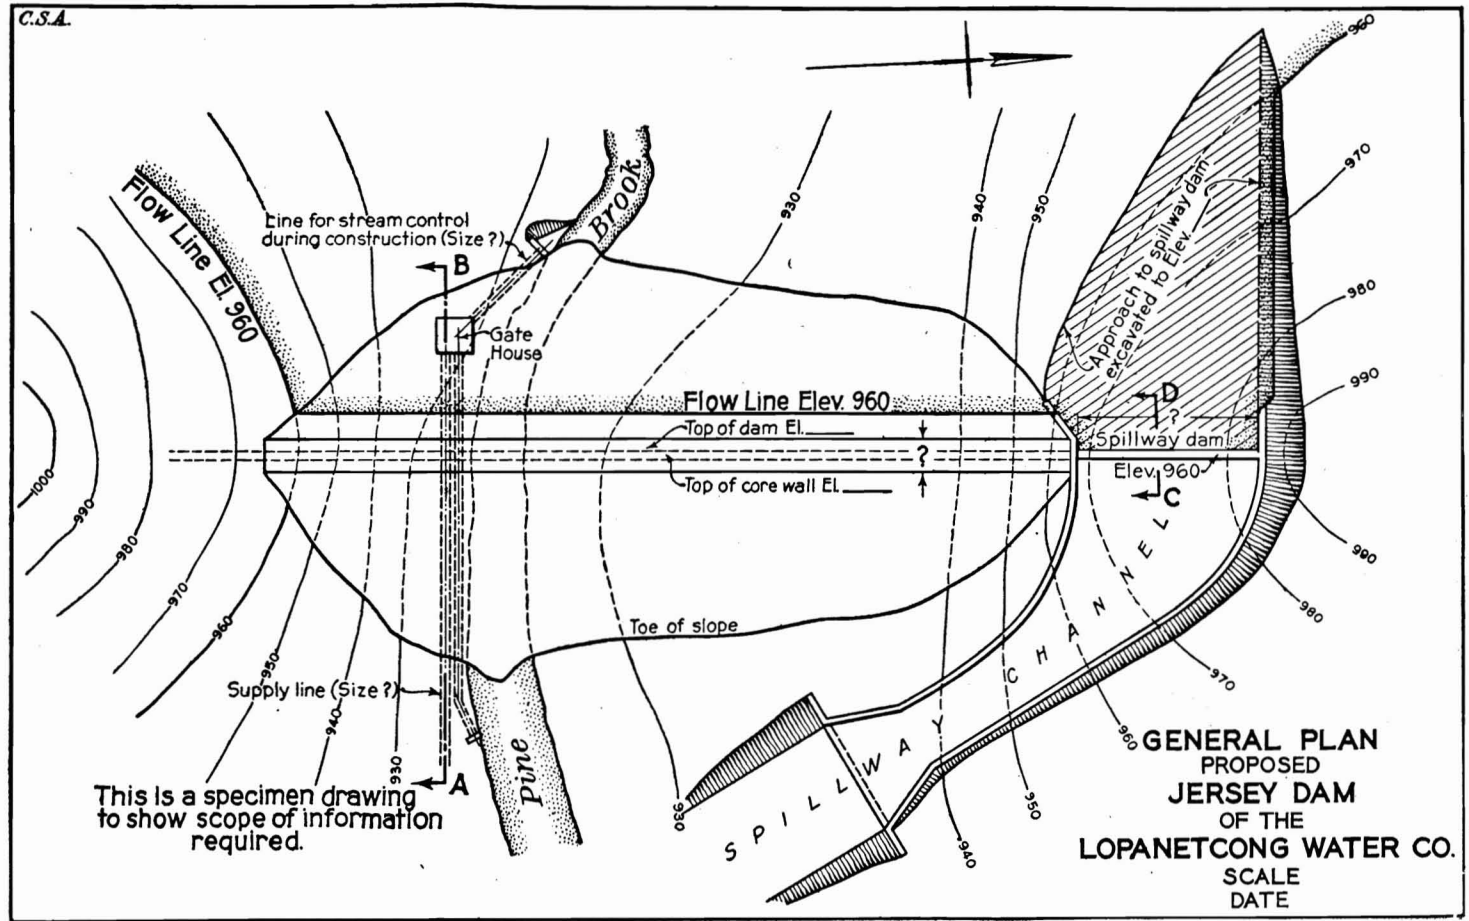 C.S.A.
960
Flow Line El. 960
Line for stream control
during construction (Size ?)
B
Brook
Gate
House
930
940
950
970
980
990
Approach to spillway dam
excavated to Elev.
D
?
Spillway dam
Elev. 960
C
Flow Line Elev. 960
Top of dam El.
?
Top of core wall El.
1000
990
980
970
960
950
940
930
Toe of slope
Supply line (Size ?)
A
Pine
930
SPILLWAY CHANNEL
990
980
970
960
950
940
This is a specimen drawing
to show scope of information
required.
GENERAL PLAN
PROPOSED
JERSEY DAM
OF THE
LOPANETCONG WATER CO.
SCALE
DATE